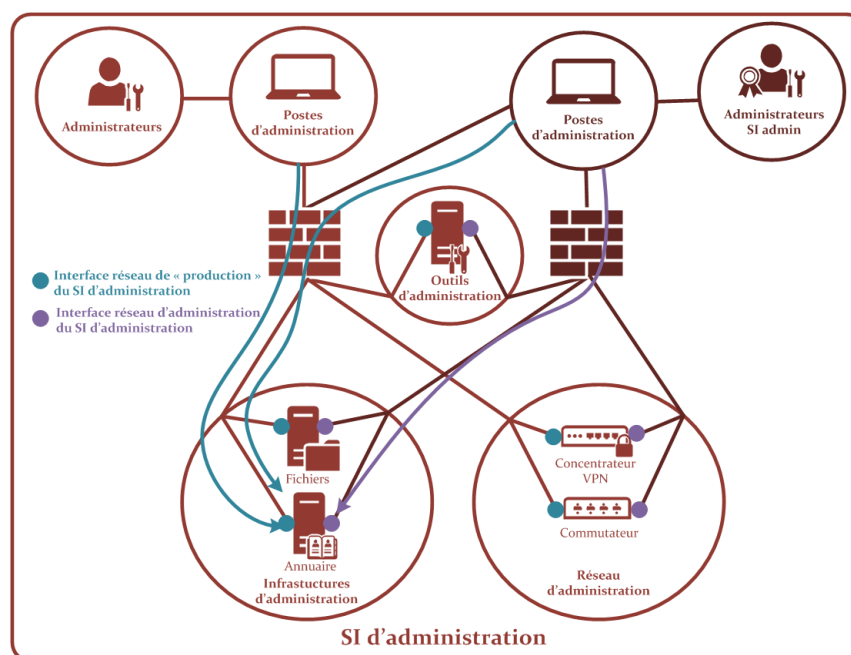 Administrateurs
Postes
d'administration
Postes
d'administration
Administrateurs
SI admin
Outils
d'administration
Interface réseau de « production »
du SI d'administration
Interface réseau d'administration
du SI d'administration
Fichiers
Annuaire
Infrastuctures
d'administration
Concentrateur
VPN
Commutateur
Réseau
d'administration
SI d'administration